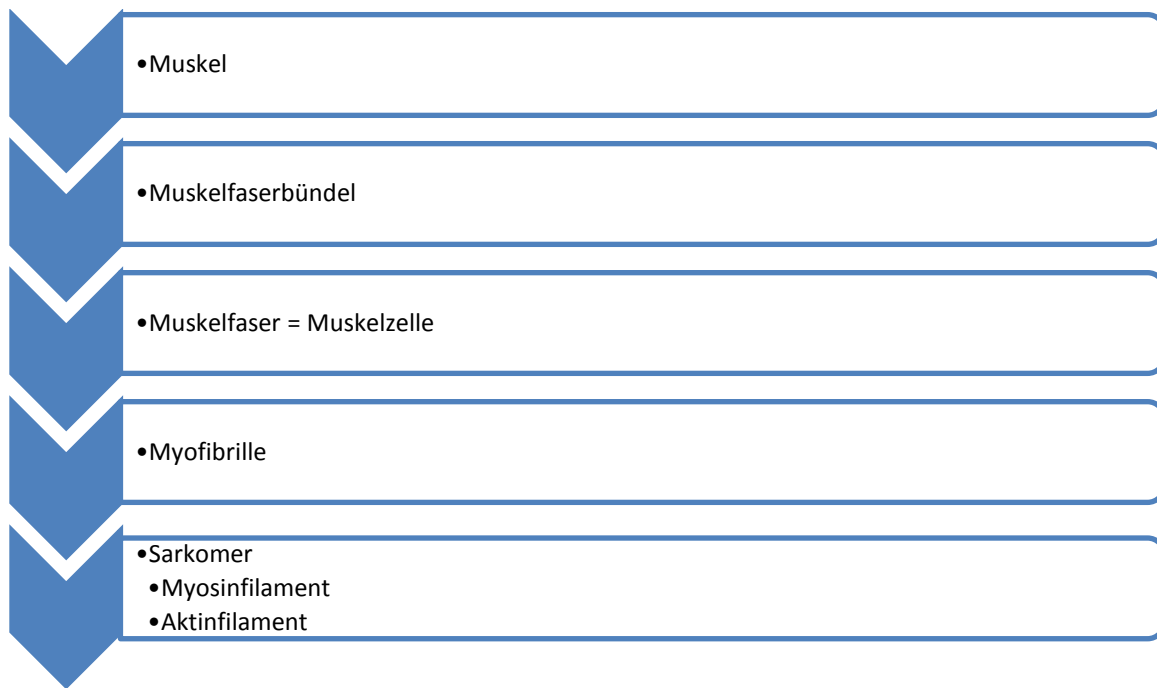 •Muskel
•Muskelfaserbündel
•Muskelfaser = Muskelzelle
•Myofibrille
•Sarkomer
•Myosinfilament
•Aktinfilament